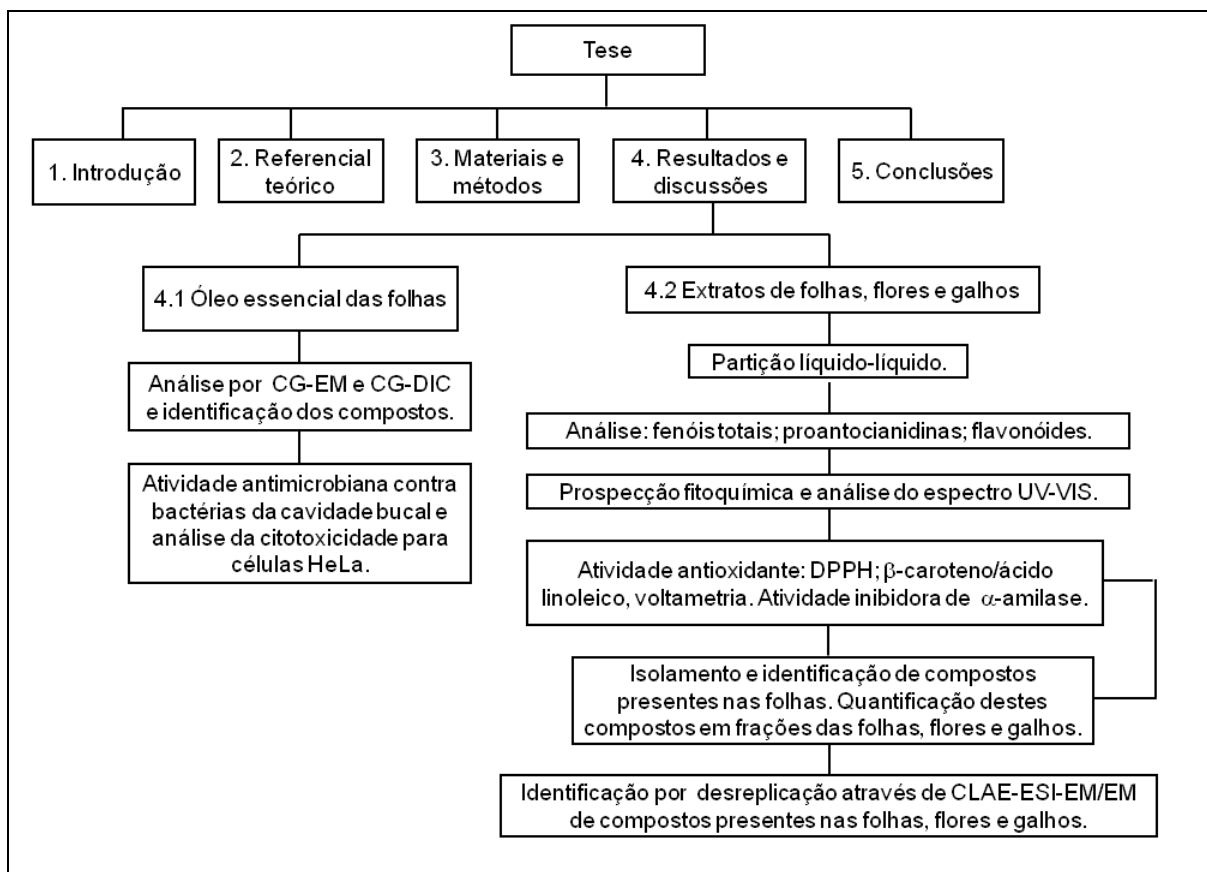 Tese
1. Introdução
2. Referencial
teórico
3. Materiais e
métodos
4. Resultados e
discussões
5. Conclusões
4.1 Óleo essencial das folhas
4.2 Extratos de folhas, flores e galhos
Análise por CG-EM e CG-DIC
e identificação dos compostos.
Atividade antimicrobiana contra
bactérias da cavidade bucal e
análise da citotoxicidade para
células HeLa.
Partição líquido-líquido.
Análise: fenóis totais; proantocianidinas; flavonóides.
Prospecção fitoquímica e análise do espectro UV-VIS.
Atividade antioxidante: DPPH; β-caroteno/ácido
linoleico, voltametria. Atividade inibidora de α-amilase.
Isolamento e identificação de compostos
presentes nas folhas. Quantificação destes
compostos em frações das folhas, flores e galhos.
Identificação por desreplicação através de CLAE-ESI-EM/EM
de compostos presentes nas folhas, flores e galhos.